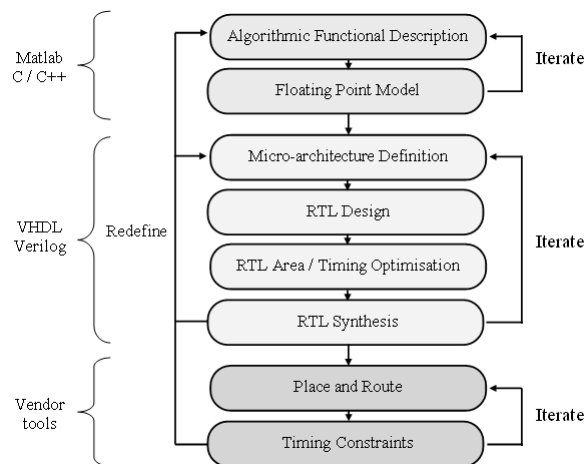 Algorithmic Functional Description
Matlab
C / C++
Iterate
Floating Point Model
Micro-architecture Definition
RTL Design
VHDL
Verilog
Redefine
Iterate
RTL Area / Timing Optimisation
RTL Synthesis
Place and Route
Vendor
tools
Iterate
Timing Constraints